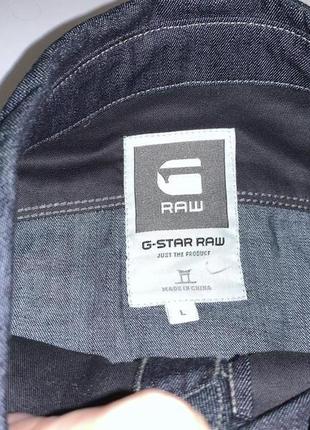 G
RAW
G-STAR RAW
JUST THE PRODUCT
MADE IN CHINA
L